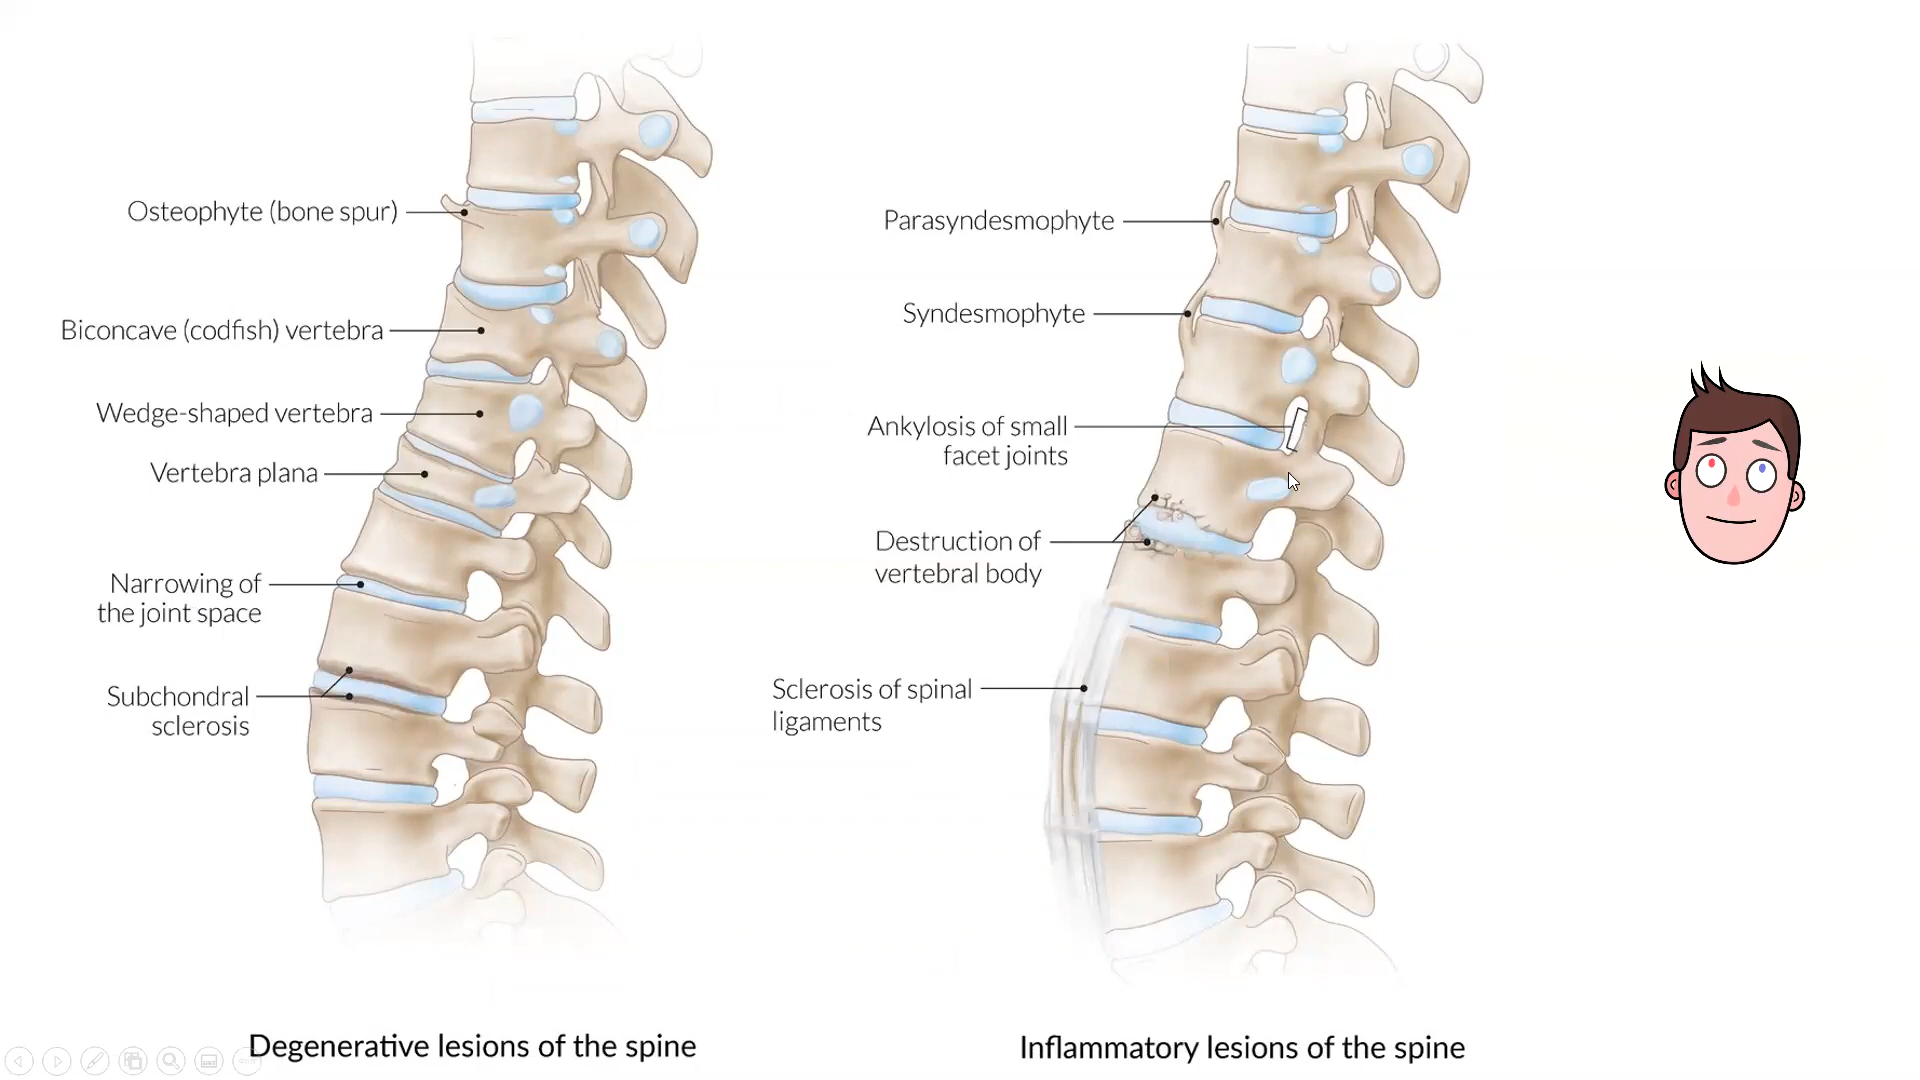 Osteophyte (bone spur)
Biconcave (codfish) vertebra
Wedge-shaped vertebra
Vertebra plana
Narrowing of
the joint space
Subchondral
sclerosis
Degenerative lesions of the spine
Parasyndesmophyte
Syndesmophyte
Ankylosis of small
facet joints
Destruction of
vertebral body
Sclerosis of spinal
ligaments
Inflammatory lesions of the spine